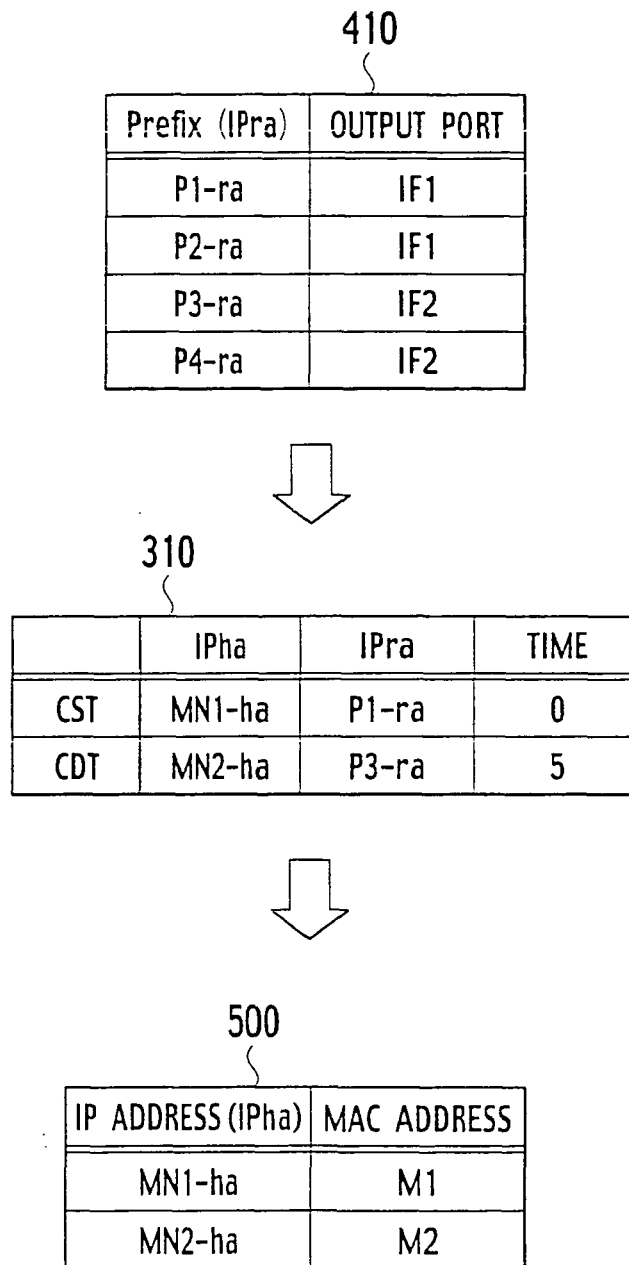 410
Prefix (IPra) OUTPUT PORT
P1-ra IF1
P2-ra IF1
P3-ra IF2
P4-ra IF2
310
IPha IPra TIME
CST MN1-ha P1-ra 0
CDT MN2-ha P3-ra 5
500
IP ADDRESS (IPha) MAC ADDRESS
MN1-ha M1
MN2-ha M2